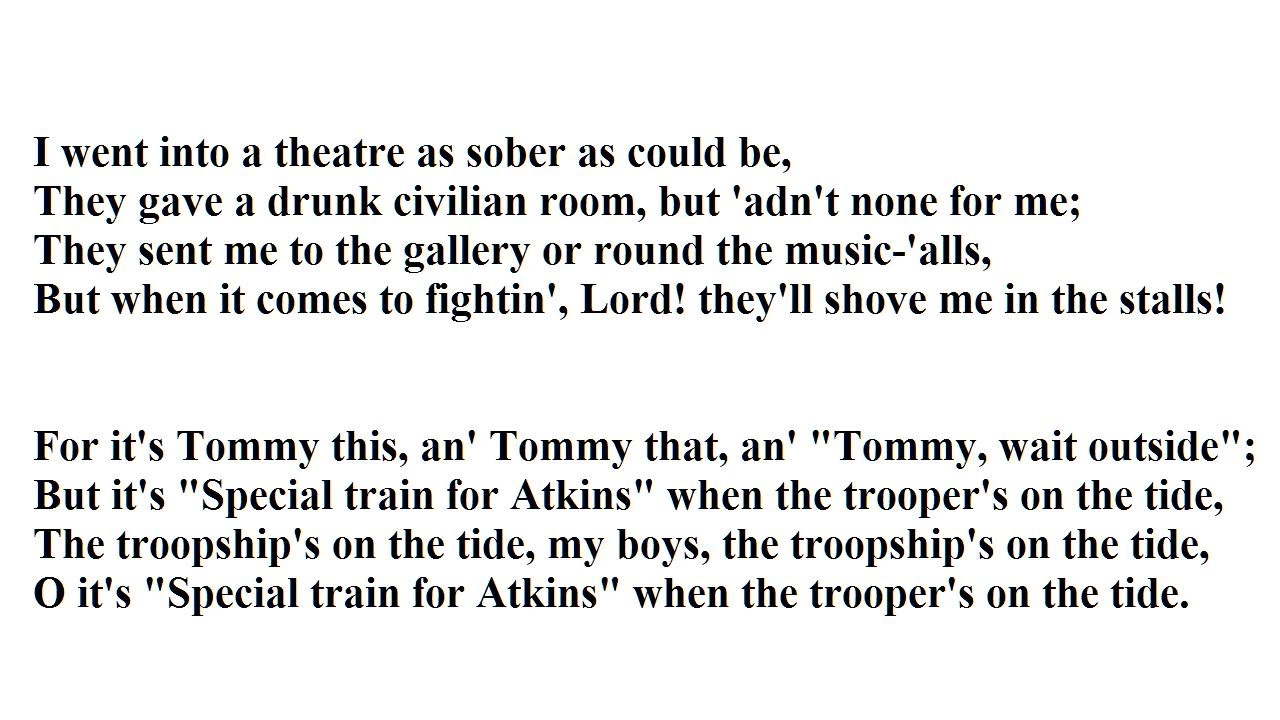 I went into a theatre as sober as could be,
They gave a drunk civilian room, but 'adn't none for me;
They sent me to the gallery or round the music-'alls,
But when it comes to fightin', Lord! they'll shove me in the stalls!
For it's Tommy this, an' Tommy that, an' "Tommy, wait outside";
But it's "Special train for Atkins" when the trooper's on the tide,
The troopship's on the tide, my boys, the troopship's on the tide,
O it's "Special train for Atkins" when the trooper's on the tide.